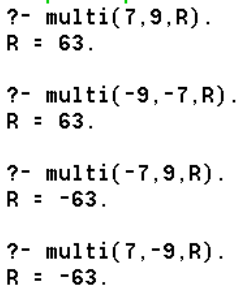 ?- multi(7,9,R).
R = 63.
?- multi(-9,-7,R).
R = 63.
?- multi(-7,9,R).
R = -63.
?- multi(7,-9,R).
R = -63.